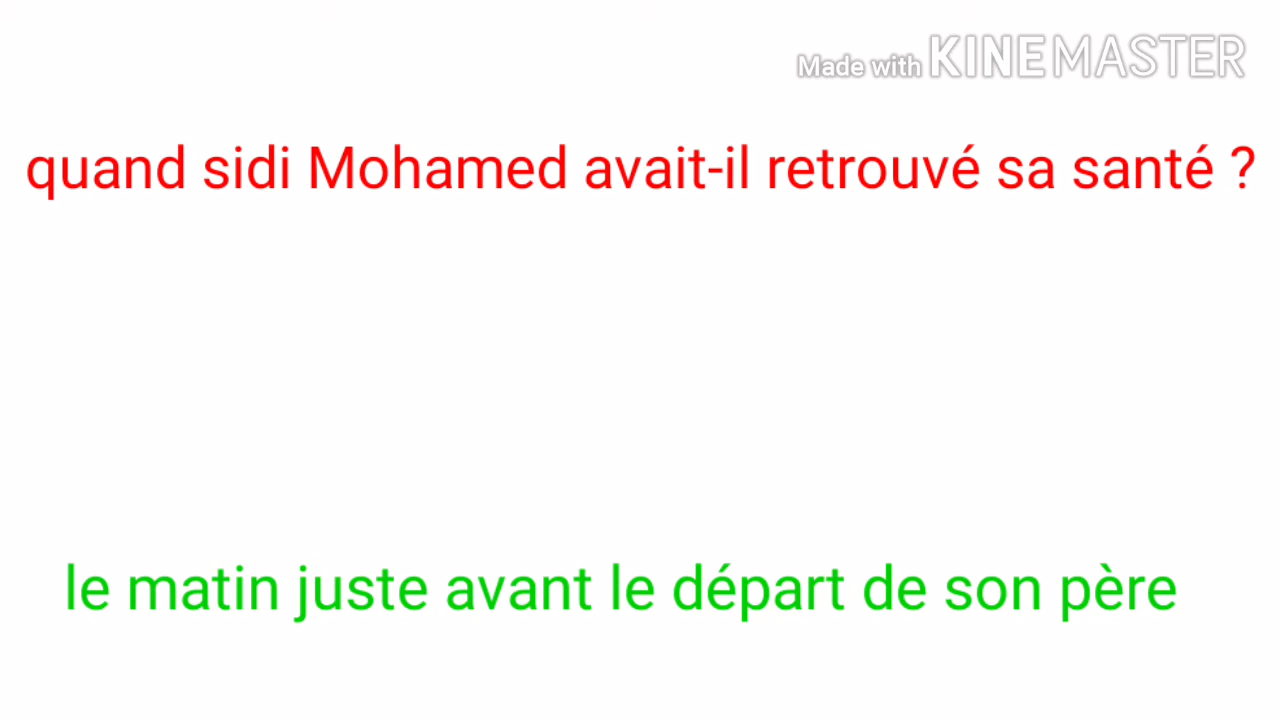 Made with KINEMASTER
quand sidi Mohamed avait-il retrouvé sa santé ?
le matin juste avant le départ de son père